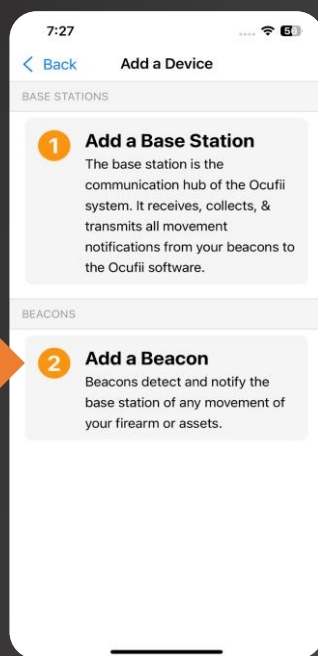 7:27
56
Back
Add a Device
BASE STATIONS
1
Add a Base Station
The base station is the
communication hub of the Ocufii
system. It receives, collects, &
transmits all movement
notifications from your beacons to
the Ocufii software.
BEACONS
2
Add a Beacon
Beacons detect and notify the
base station of any movement of
your firearm or assets.